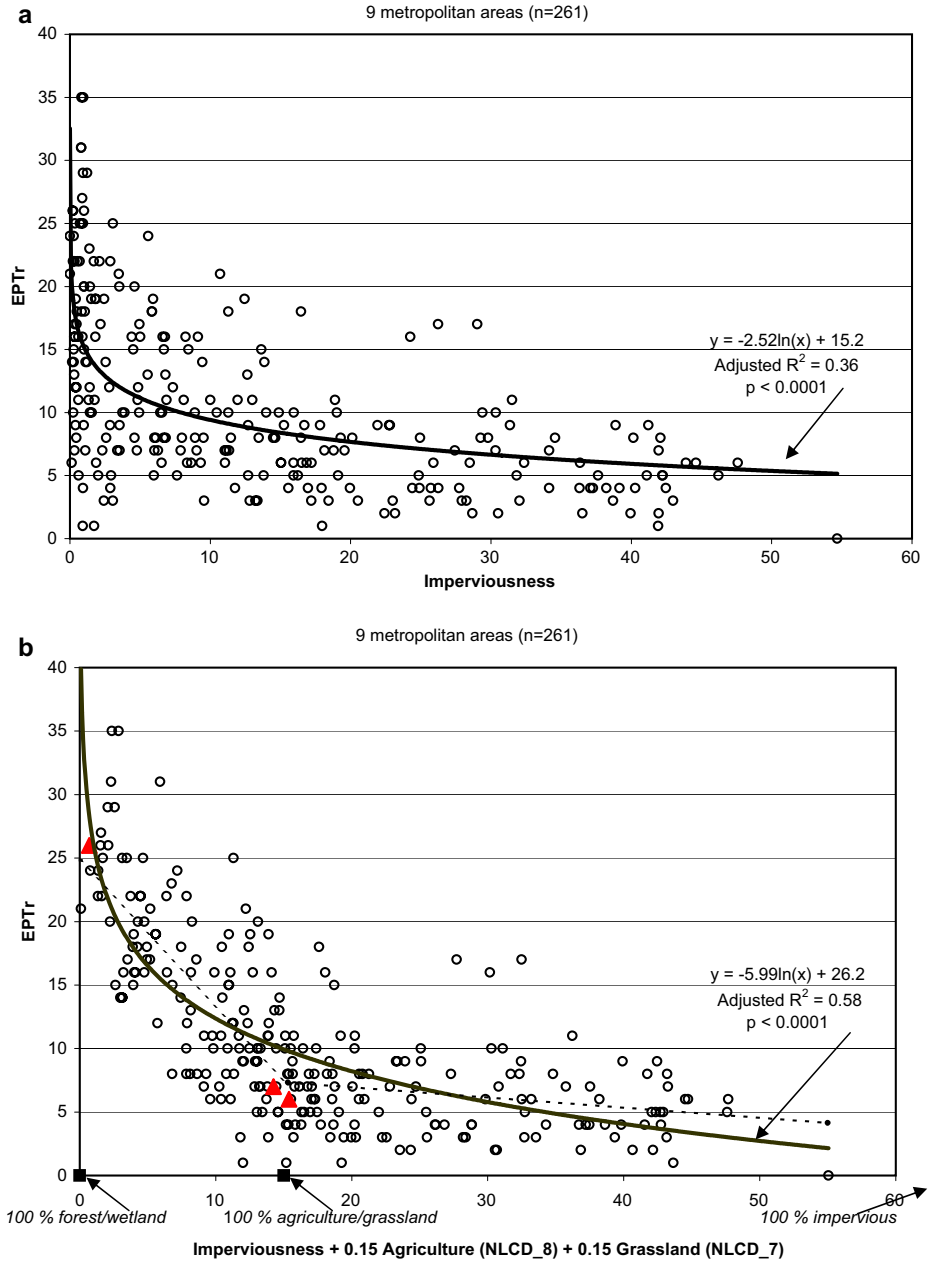 a
9 metropolitan areas (n=261)
40
35
30
25
20
15
10
5
0
EPTr
y = -2.52ln(x) + 15.2
Adjusted R² = 0.36
p < 0.0001
0 10 20 30 40 50 60
Imperviousness
b
9 metropolitan areas (n=261)
40
35
30
25
20
15
10
5
0
EPTr
y = -5.99ln(x) + 26.2
Adjusted R² = 0.58
p < 0.0001
0 10 20 30 40 50 60
100 % forest/wetland 100 % agriculture/grassland 100 % impervious
Imperviousness + 0.15 Agriculture (NLCD_8) + 0.15 Grassland (NLCD_7)